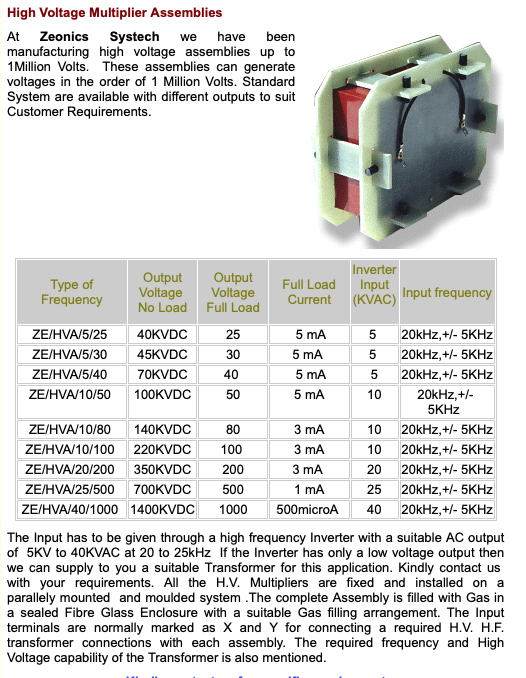 High Voltage Multiplier Assemblies
At Zeonics Systech we have been
manufacturing high voltage assemblies up to
1Million Volts. These assemblies can generate
voltages in the order of 1 Million Volts. Standard
System are available with different outputs to suit
Customer Requirements.
Type of Frequency Output Voltage No Load Output Voltage Full Load Full Load Current Inverter Input (KVAC) Input frequency
ZE/HVA/5/25 40KVDC 25 5 mA 5 20kHz,+/- 5KHz
ZE/HVA/5/30 45KVDC 30 5 mA 5 20kHz,+/- 5KHz
ZE/HVA/5/40 70KVDC 40 5 mA 5 20kHz,+/- 5KHz
ZE/HVA/10/50 100KVDC 50 5 mA 10 20kHz,+/- 5KHz
ZE/HVA/10/80 140KVDC 80 3 mA 10 20kHz,+/- 5KHz
ZE/HVA/10/100 220KVDC 100 3 mA 10 20kHz,+/- 5KHz
ZE/HVA/20/200 350KVDC 200 3 mA 20 20kHz,+/- 5KHz
ZE/HVA/25/500 700KVDC 500 1 mA 25 20kHz,+/- 5KHz
ZE/HVA/40/1000 1400KVDC 1000 500microA 40 20kHz,+/- 5KHz
The Input has to be given through a high frequency Inverter with a suitable AC output
of 5KV to 40KVAC at 20 to 25kHz If the Inverter has only a low voltage output then
we can supply to you a suitable Transformer for this application. Kindly contact us
with your requirements. All the H.V. Multipliers are fixed and installed on a
parallely mounted and moulded system .The complete Assembly is filled with Gas in
a sealed Fibre Glass Enclosure with a suitable Gas filling arrangement. The Input
terminals are normally marked as X and Y for connecting a required H.V. H.F.
transformer connections with each assembly. The required frequency and High
Voltage capability of the Transformer is also mentioned.